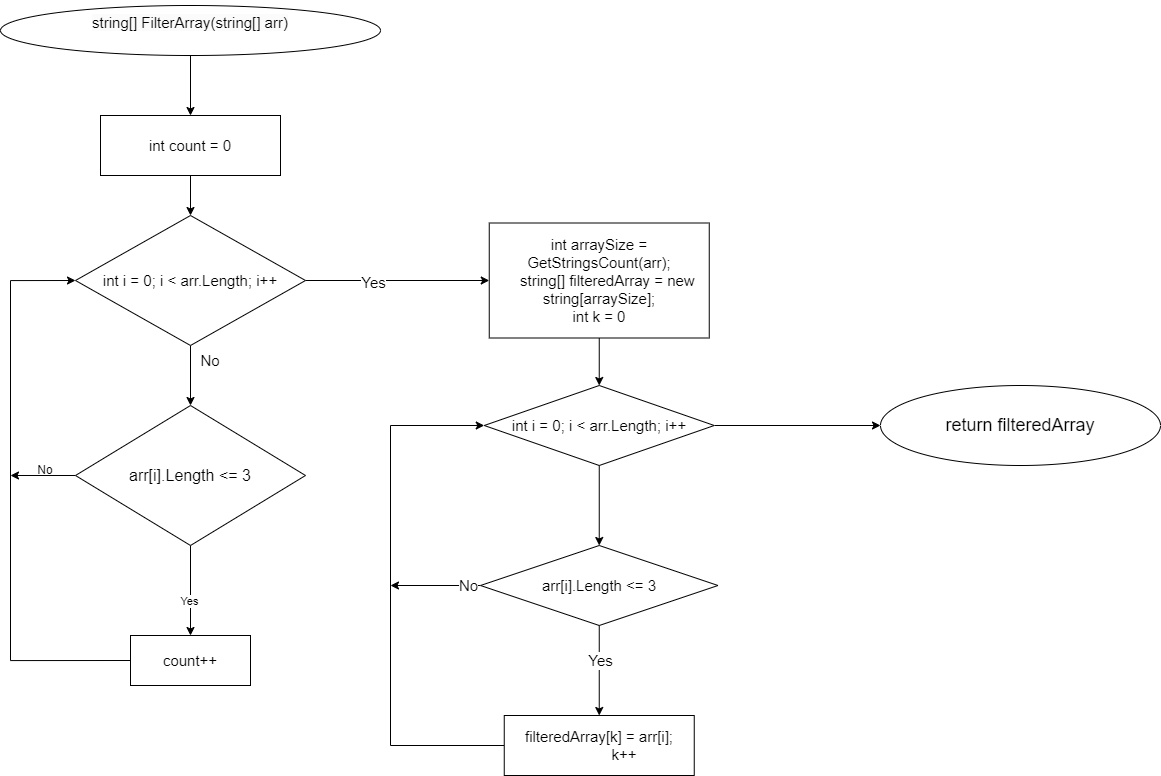 string[] FilterArray(string[] arr)
int count = 0
int i = 0; i < arr.Length; i++
Yes
No
arr[i].Length <= 3
No
Yes
count++
int arraySize =
GetStringsCount(arr);
string[] filteredArray = new
string[arraySize];
int k = 0
int i = 0; i < arr.Length; i++
return filteredArray
arr[i].Length <= 3
No
Yes
filteredArray[k] = arr[i];
k++